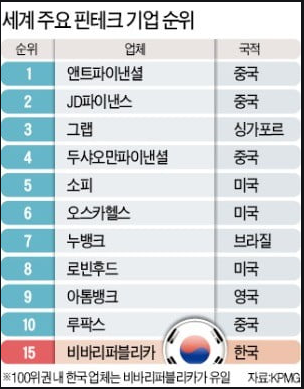 세계 주요 핀테크 기업 순위
순위 업체 국적
1 앤트파이낸셜 중국
2 JD파이낸스 중국
3 그랩 싱가포르
4 두샤오만파이낸셜 중국
5 소피 미국
6 오스카헬스 미국
7 누뱅크 브라질
8 로빈후드 미국
9 아톰뱅크 영국
10 루팍스 중국
15 비바리퍼블리카 한국
※100위권 내 한국 업체는 비바리퍼블리카가 유일 자료:KPMG